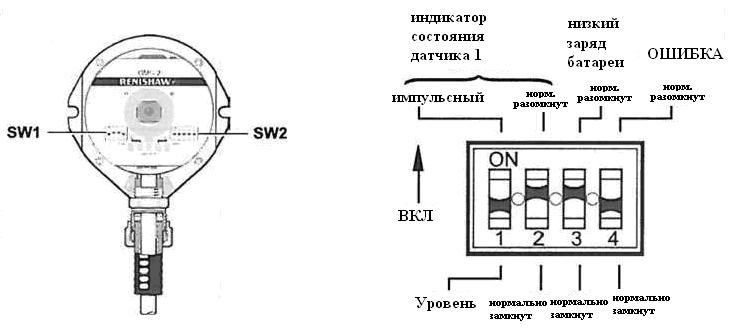 RENISHAW
SW1
SW2
индикатор
состояния
датчика 1
низкий
заряд
батареи
ОШИБКА
импульсный
норм.
разомкнут
норм.
разомкнут
норм.
разомкнут
ON
ВКЛ
1 2 3 4
Уровень
нормально
замкнут
нормально
замкнут
нормально
замкнут